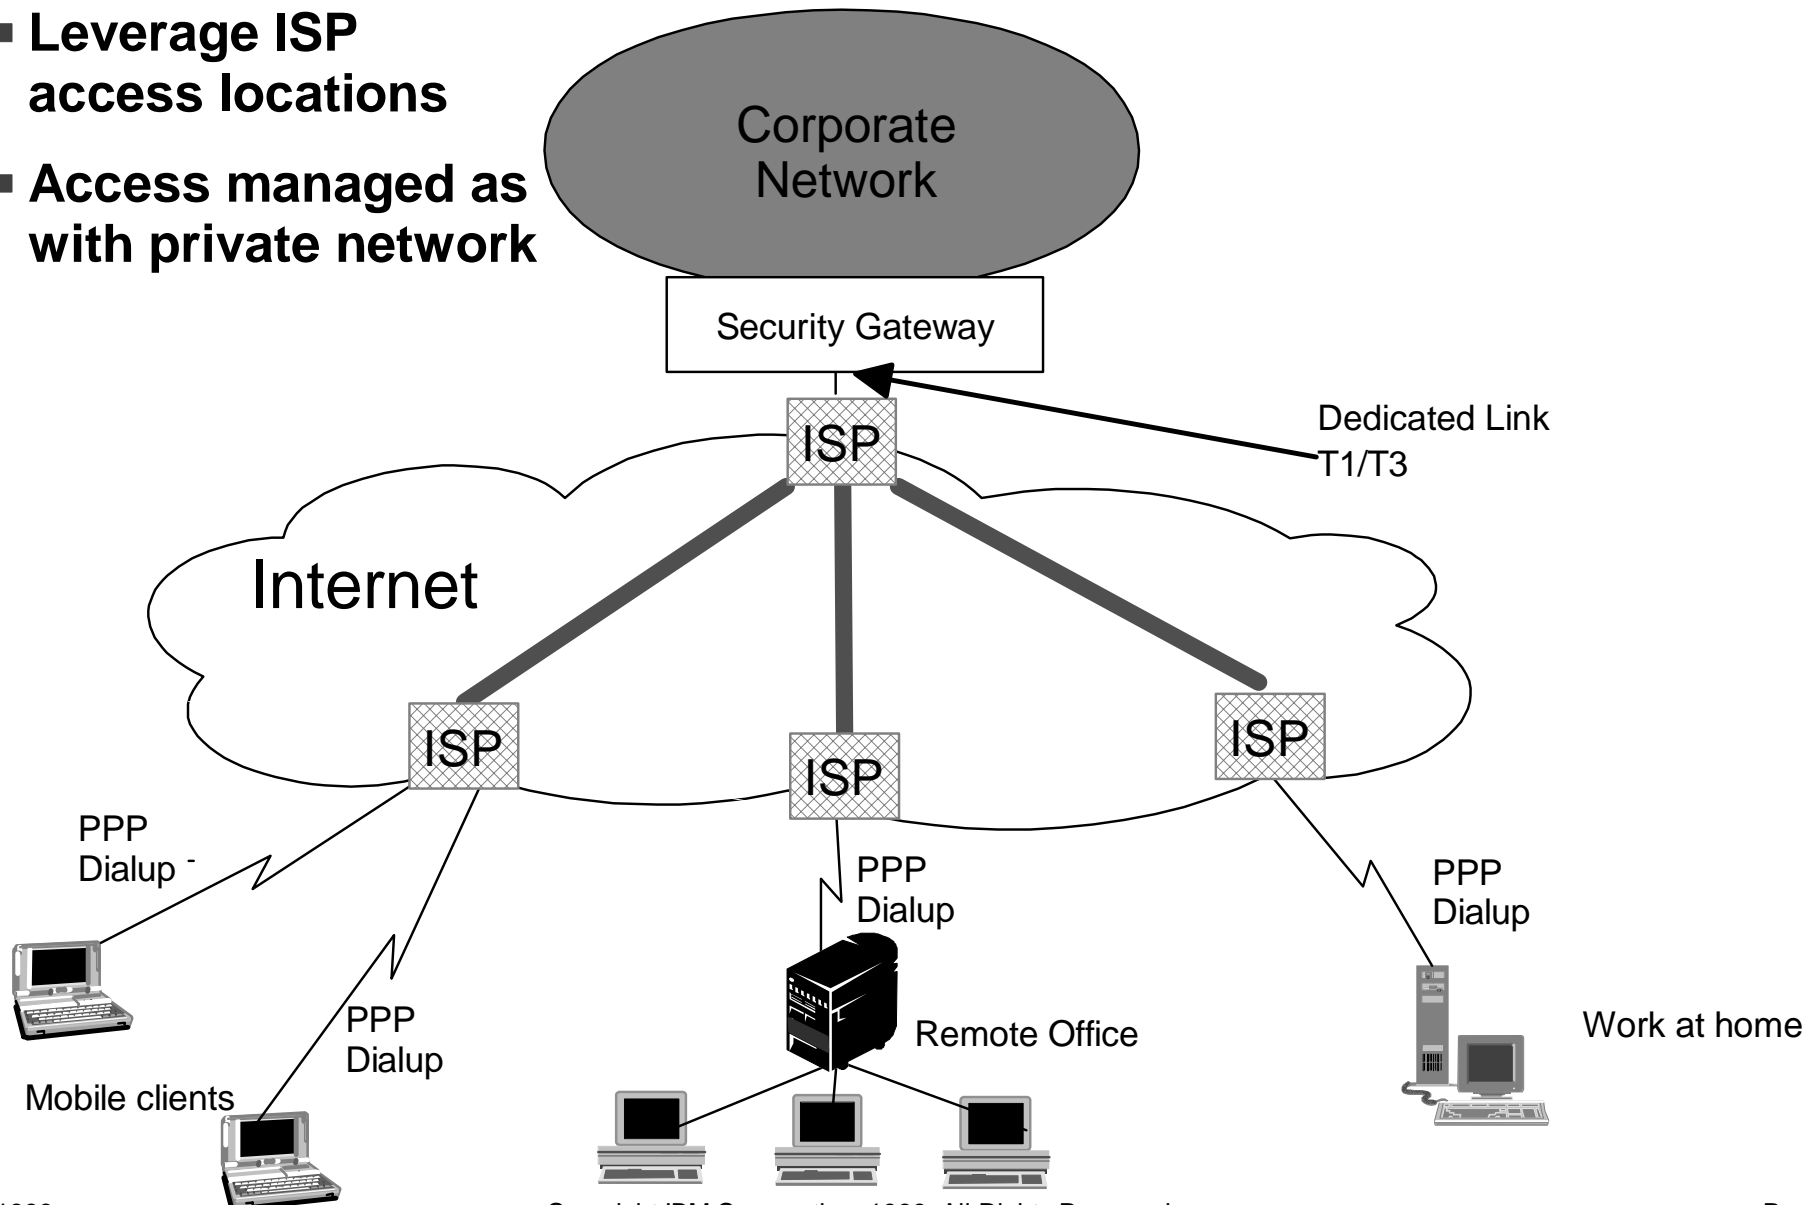 Leverage ISP
access locations
Access managed as
with private network
Corporate
Network
Security Gateway
ISP
Dedicated Link
T1/T3
Internet
ISP
ISP
ISP
PPP
Dialup -
PPP
Dialup
PPP
Dialup
PPP
Dialup
Remote Office
Work at home
Mobile clients